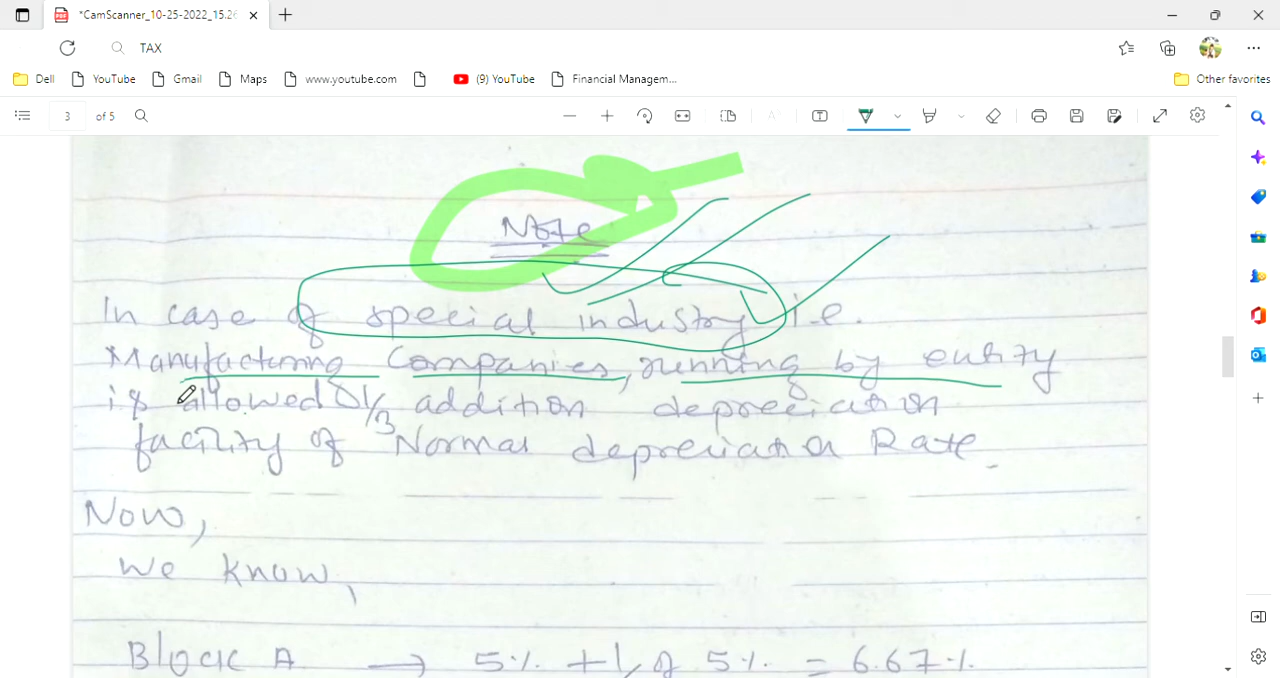 *CamScanner_10-25-2022_15.26
TAX
Dell YouTube Gmail Maps www.youtube.com (9) YouTube Financial Managem... Other favorites
3 of 5
Note
In case of special industry i.e.
Manufacturing Companies, running by entity
is allowed 1/3 addition depreciation
facility of Normal depreciation Rate.
Now,
We know,
Block A → 5% + 1/3 of 5% = 6.67%